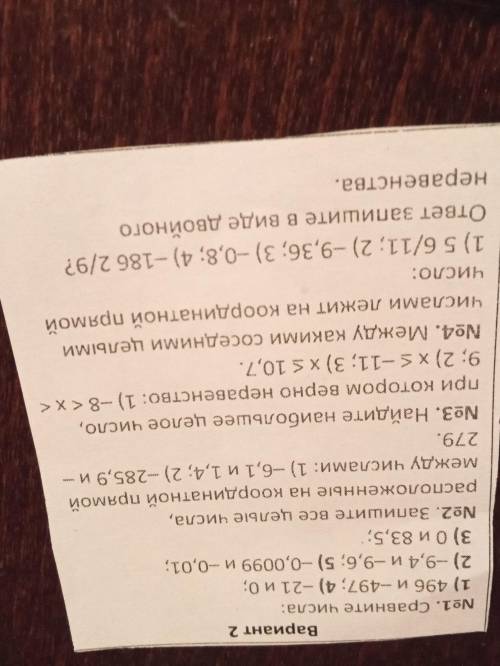 Вариант 2
№1. Сравните числа:
1) 496 и −497; 4) −21 и 0;
2) −9,4 и −9,6; 5) −0,0099 и −0,01;
3) 0 и 83,5;
№2. Запишите все целые числа,
расположенные на координатной прямой
между числами: 1) −6,1 и 1,4; 2) −285,9 и −
279.
№3. Найдите наибольшее целое число,
при котором верно неравенство: 1) −8 < x <
9; 2) x ≤ −11; 3) x ≤ 10,7.
№4. Между какими соседними целыми
числами лежит на координатной прямой
число:
1) 5 6/11; 2) −9,36; 3) −0,8; 4) −186 2/9?
Ответ запишите в виде двойного
неравенства.